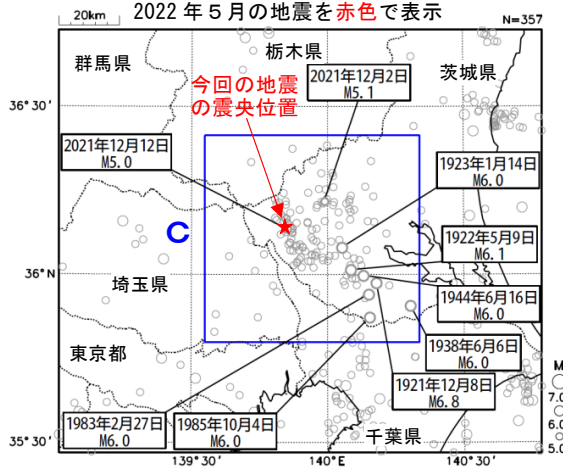 20km
2022年5月の地震を赤色で表示
N=357
群馬県
栃木県
茨城県
今回の地震
の震央位置
2021年12月2日
M5.1
36°30′
2021年12月12日
M5.0
1923年1月14日
M6.0
C
1922年5月9日
M6.1
36°N
埼玉県
1944年6月16日
M6.0
東京都
1938年6月6日
M6.0
1921年12月8日
M6.8
M
7.0
6.0
5.0
1983年2月27日
M6.0
1985年10月4日
M6.0
千葉県
35°30′
139°30′
140°E
140°30′